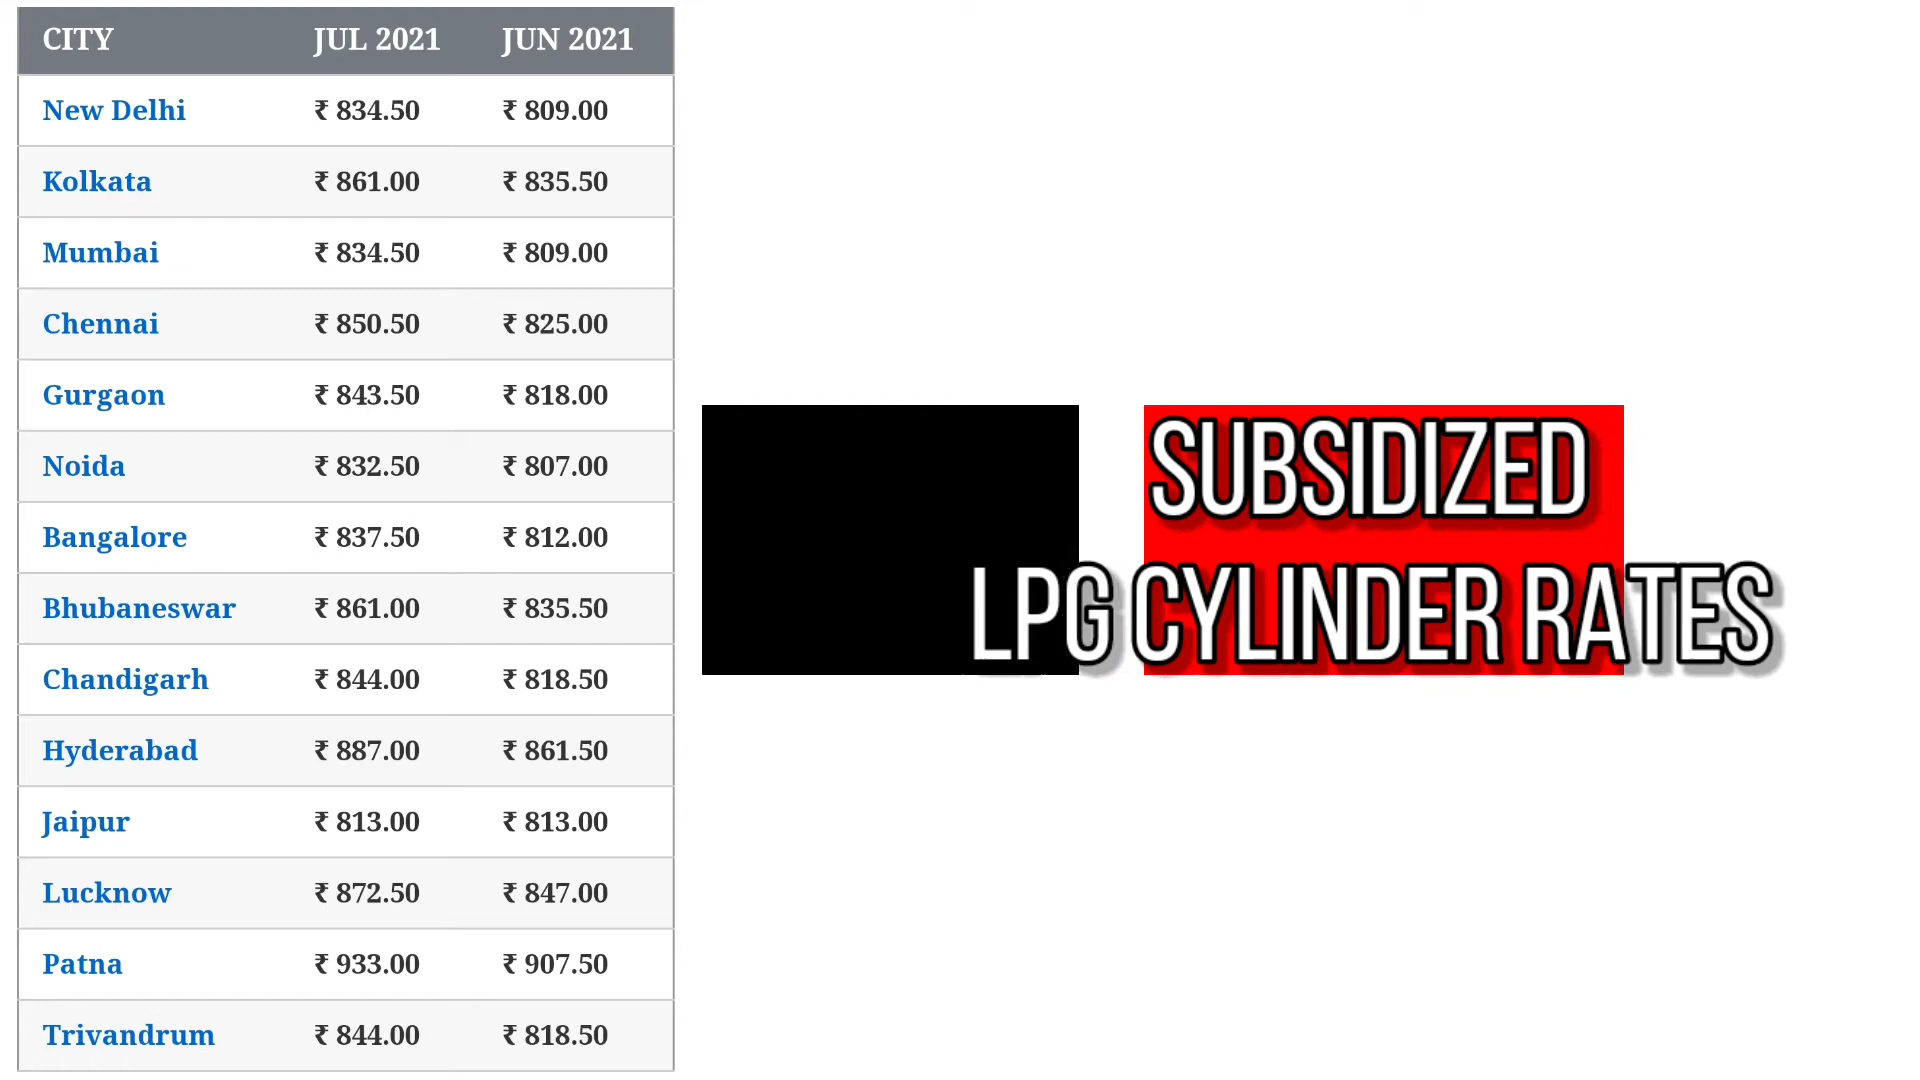 CITY JUL 2021 JUN 2021
New Delhi ₹ 834.50 ₹ 809.00
Kolkata ₹ 861.00 ₹ 835.50
Mumbai ₹ 834.50 ₹ 809.00
Chennai ₹ 850.50 ₹ 825.00
Gurgaon ₹ 843.50 ₹ 818.00
Noida ₹ 832.50 ₹ 807.00
Bangalore ₹ 837.50 ₹ 812.00
Bhubaneswar ₹ 861.00 ₹ 835.50
Chandigarh ₹ 844.00 ₹ 818.50
Hyderabad ₹ 887.00 ₹ 861.50
Jaipur ₹ 813.00 ₹ 813.00
Lucknow ₹ 872.50 ₹ 847.00
Patna ₹ 933.00 ₹ 907.50
Trivandrum ₹ 844.00 ₹ 818.50
SUBSIDIZED
LPG CYLINDER RATES